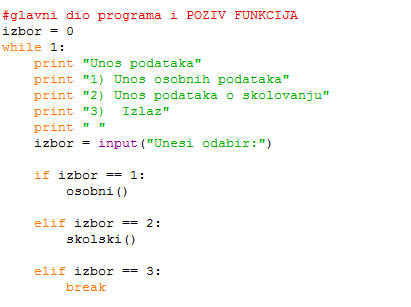 #glavni dio programa i POZIV FUNKCIJA
izbor = 0
while 1:
    print "Unos podataka"
    print "1) Unos osobnih podataka"
    print "2) Unos podataka o skolovanju"
    print "3)  Izlaz"
    print " "
    izbor = input("Unesi odabir:")

    if izbor == 1:
        osobni()

    elif izbor == 2:
        skolski()

    elif izbor == 3:
        break